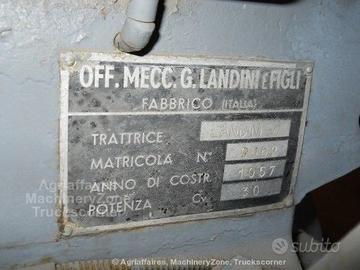 OFF. MECC. G. LANDINI E FIGLI
FABBRICO (ITALIA)
TRATTRICE LANDINI
MATRICOLA N°
ANNO DI COSTR. 1957
POTENZA Cv. 30
Agriaffaires, MachineryZone,
Truckscorner
subito
© Agriaffaires, MachineryZone, Truckscorner